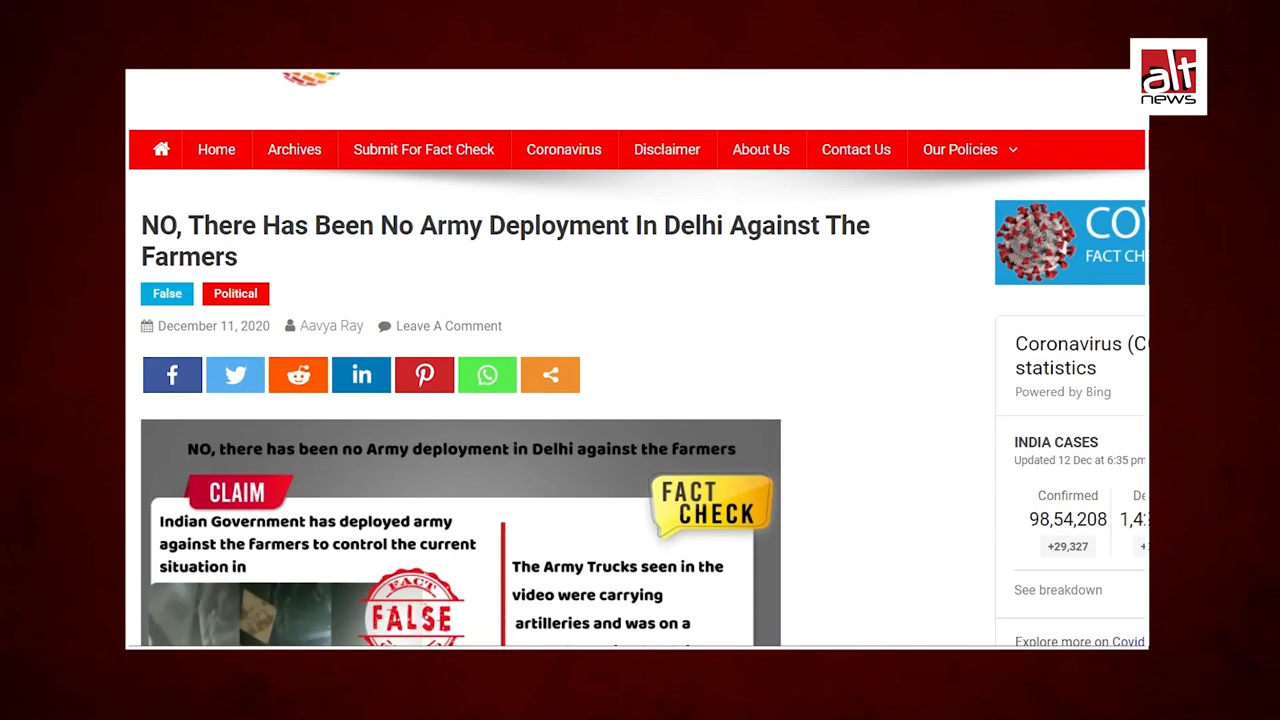 alt
news
Home
Archives
Submit For Fact Check
Coronavirus
Disclaimer
About Us
Contact Us
Our Policies
NO, There Has Been No Army Deployment In Delhi Against The
Farmers
False
Political
December 11, 2020
Aavya Ray
Leave A Comment
NO, there has been no Army deployment in Delhi against the farmers
CLAIM
Indian Government has deployed army
against the farmers to control the current
situation in
FACT
FALSE
FACT
CHECK
The Army Trucks seen in the
video were carrying
artilleries and was on a
FACT CH
Coronavirus (C
statistics
Powered by Bing
INDIA CASES
Updated 12 Dec at 6:35 pm
Confirmed
De
98,54,208
+29,327
See breakdown
Explore more on Covid